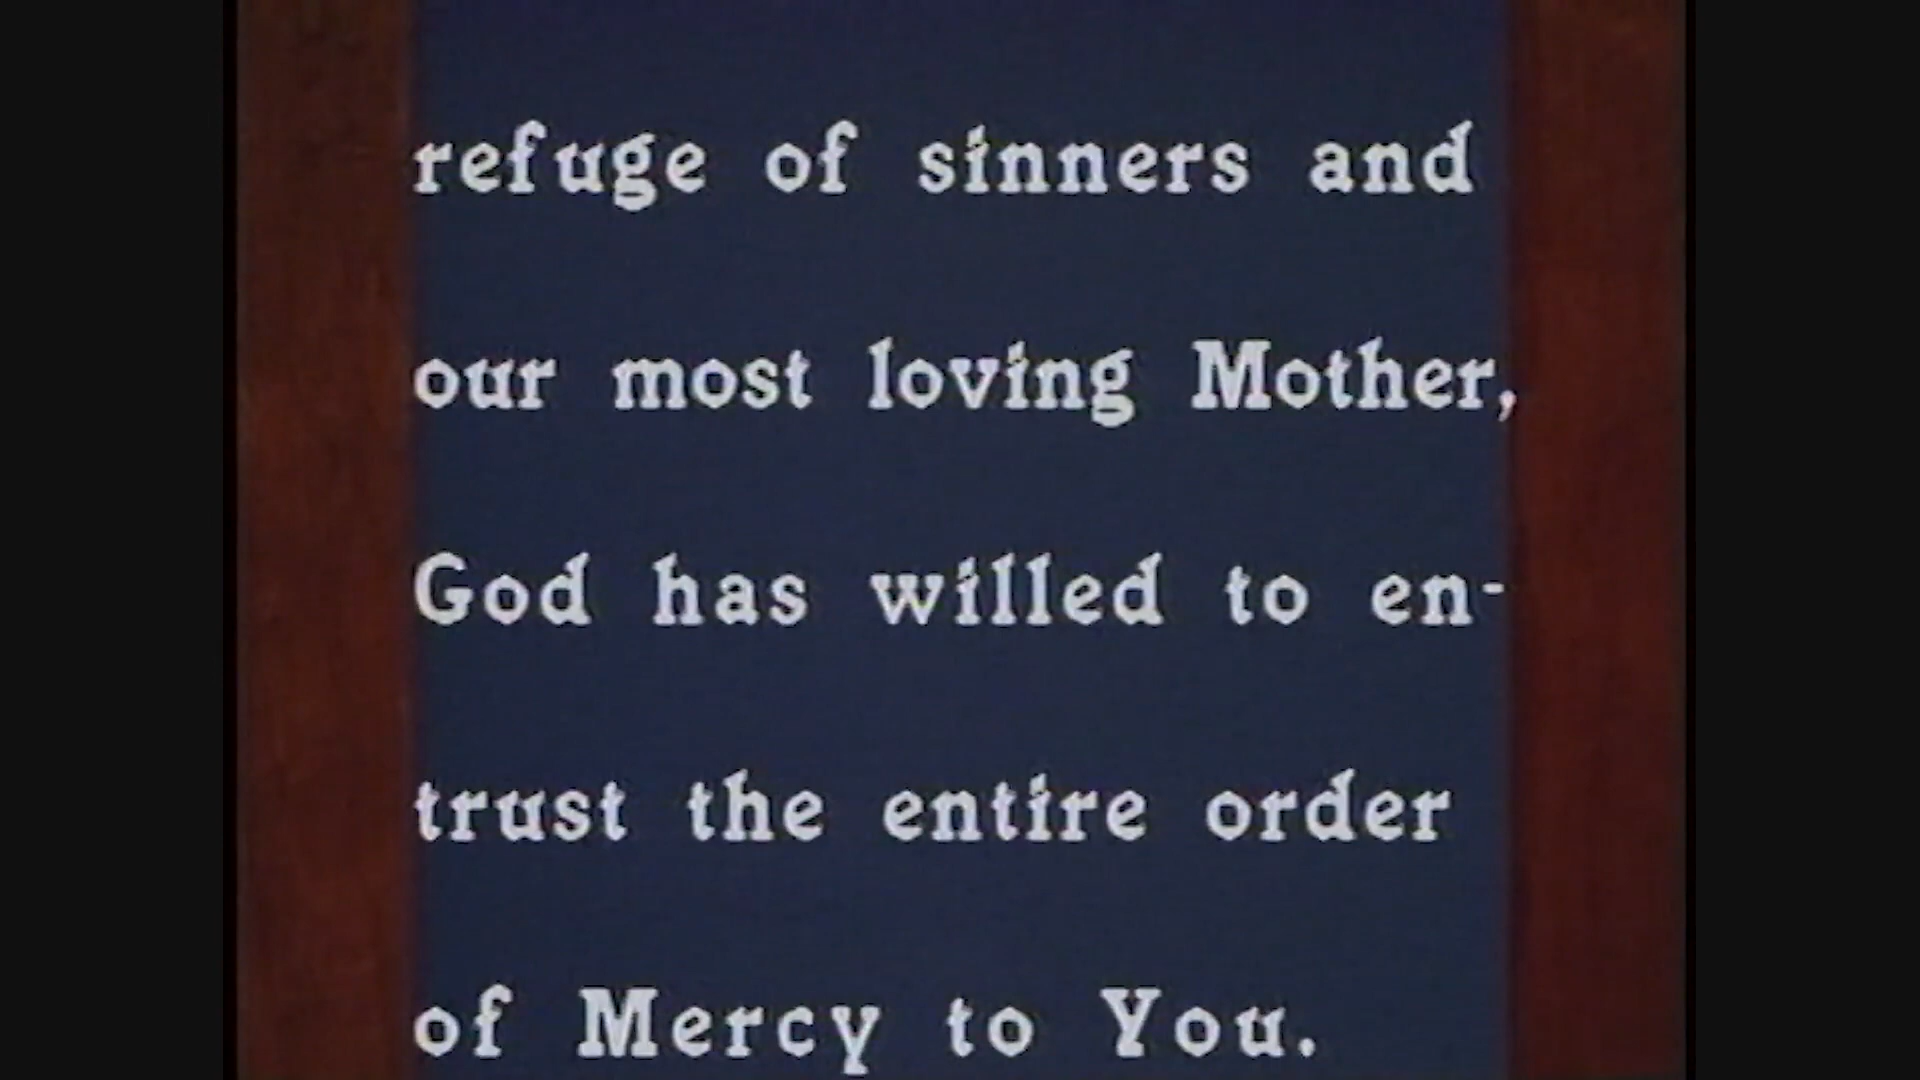 refuge of sinners and
our most loving Mother,
God has willed to en-
trust the entire order
of Mercy to You.